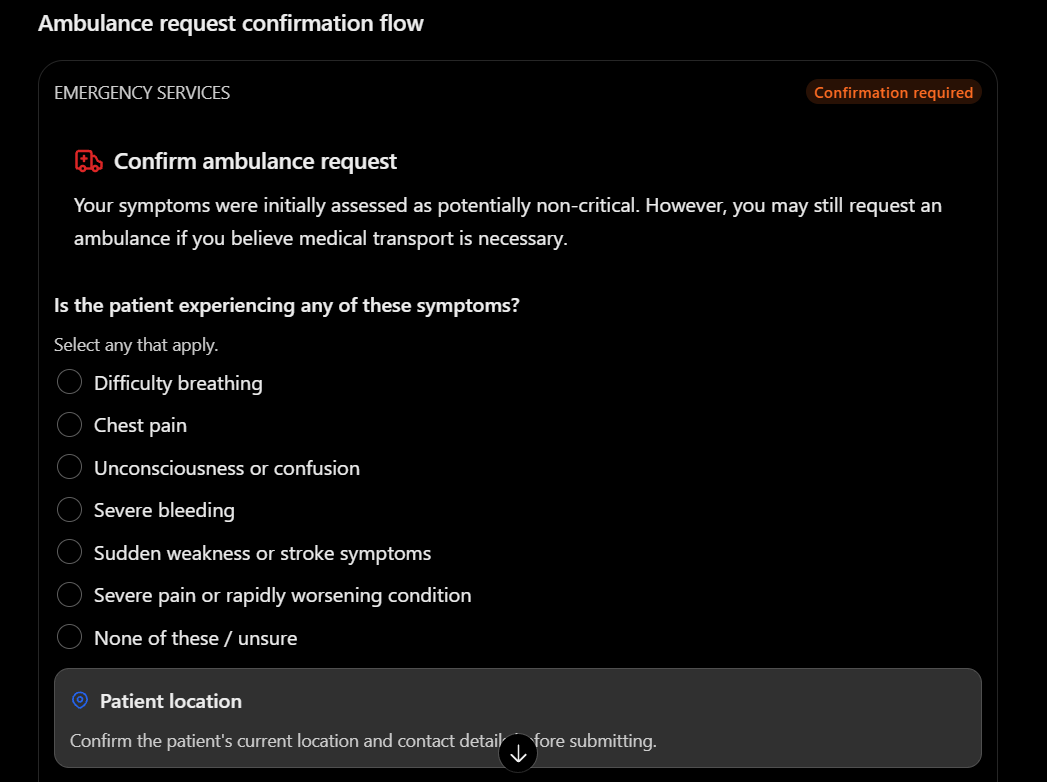 Ambulance request confirmation flow
EMERGENCY SERVICES
Confirmation required
Confirm ambulance request
Your symptoms were initially assessed as potentially non-critical. However, you may still request an
ambulance if you believe medical transport is necessary.
Is the patient experiencing any of these symptoms?
Select any that apply.
Difficulty breathing
Chest pain
Unconsciousness or confusion
Severe bleeding
Sudden weakness or stroke symptoms
Severe pain or rapidly worsening condition
None of these / unsure
Patient location
Confirm the patient's current location and contact details before submitting.